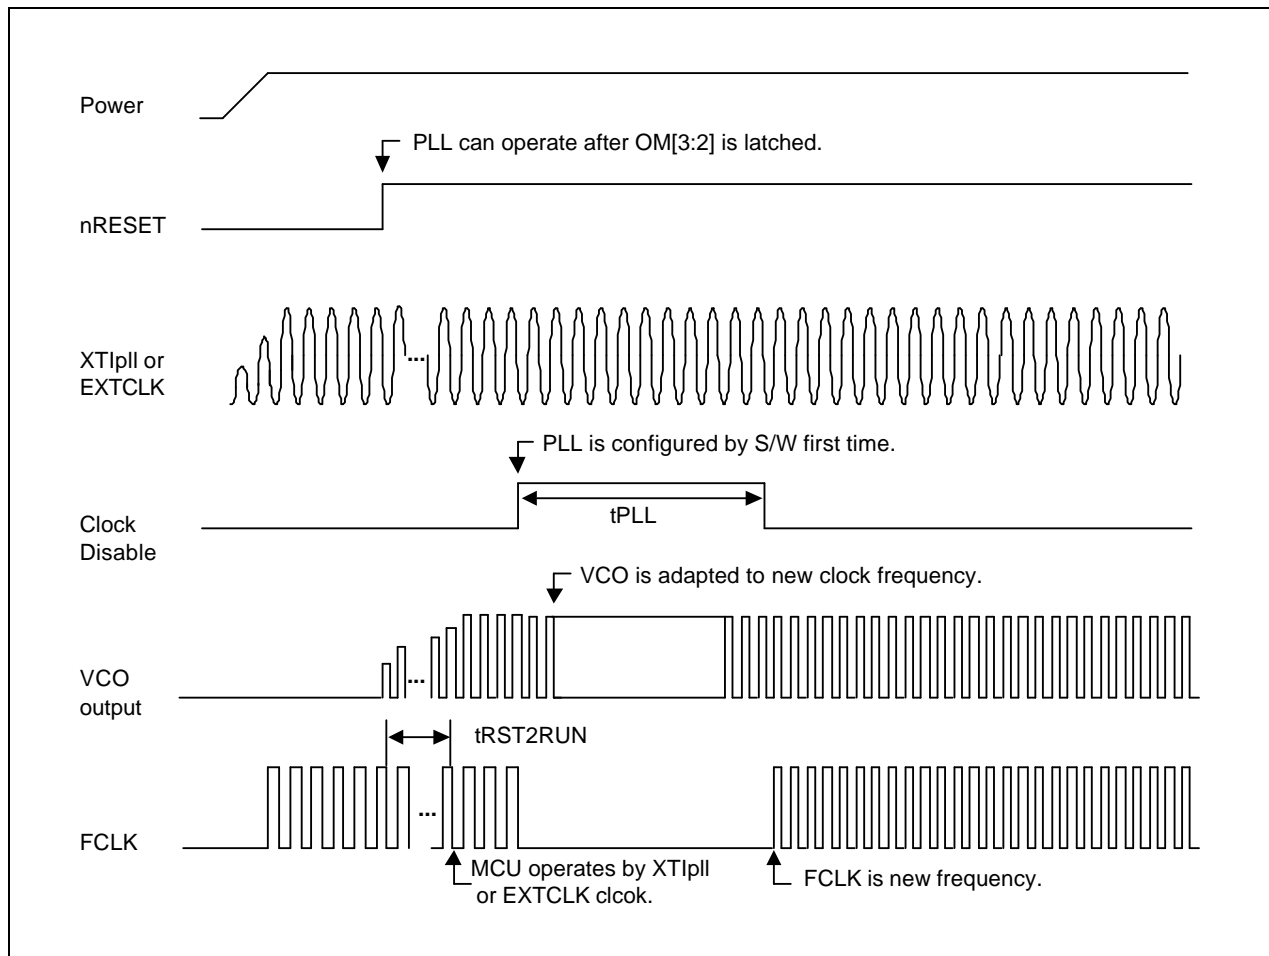 Power
PLL can operate after OM[3:2] is latched.
nRESET
XTIpll or
EXTCLK
...
PLL is configured by S/W first time.
tPLL
Clock
Disable
VCO is adapted to new clock frequency.
VCO
output
...
tRST2RUN
FCLK
...
MCU operates by XTIpll
or EXTCLK clcok.
FCLK is new frequency.